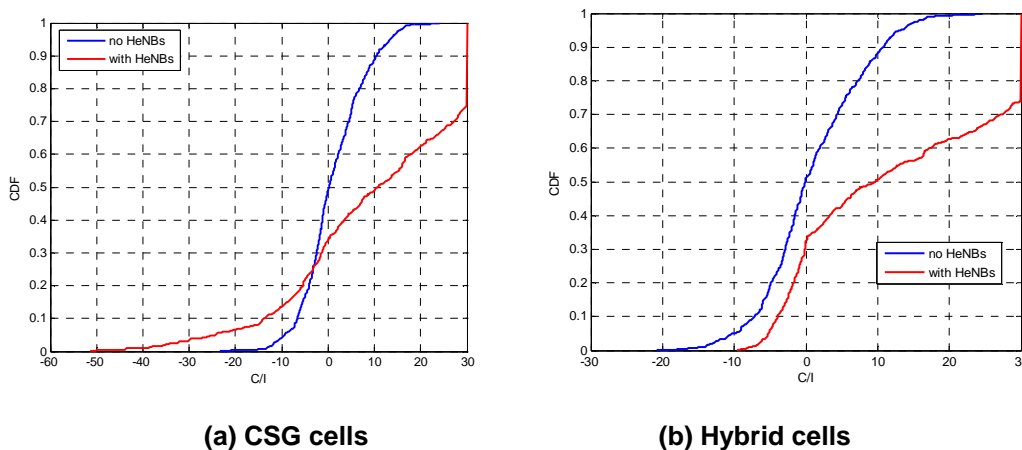 1
0.9
0.8
0.7
0.6
0.5
0.4
0.3
0.2
0.1
0
CDF
no HeNBs
with HeNBs
-60 -50 -40 -30 -20 -10 0 10 20 30
C/I
(a) CSG cells
1
0.9
0.8
0.7
0.6
0.5
0.4
0.3
0.2
0.1
0
CDF
no HeNBs
with HeNBs
-30 -20 -10 0 10 20 30
C/I
(b) Hybrid cells